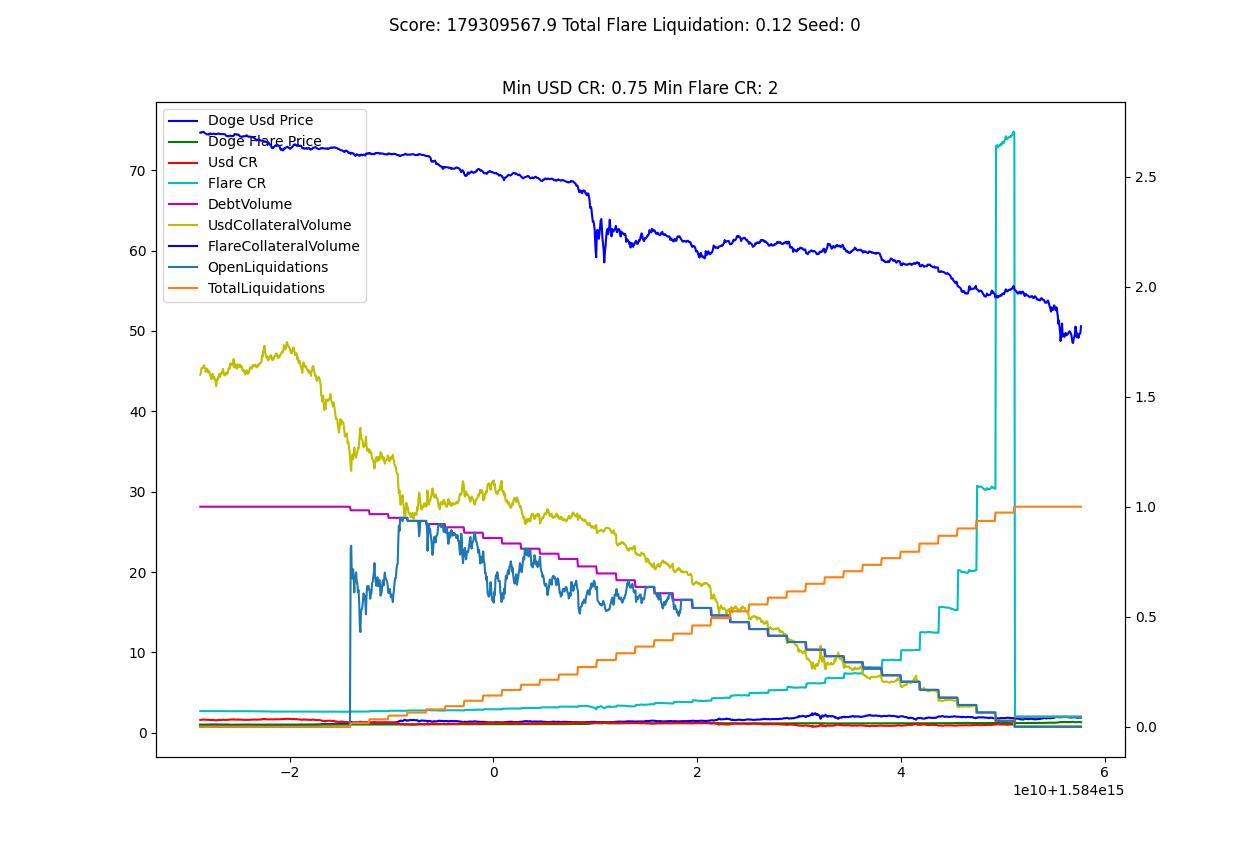 Score: 179309567.9 Total Flare Liquidation: 0.12 Seed: 0
Min USD CR: 0.75 Min Flare CR: 2
Doge Usd Price
Doge Flare Price
Usd CR
Flare CR
DebtVolume
UsdCollateralVolume
FlareCollateralVolume
OpenLiquidations
TotalLiquidations
70
60
50
40
30
20
10
0
2.5
2.0
1.5
1.0
0.5
0.0
−2 0 2 4 6
1e10+1.584e15